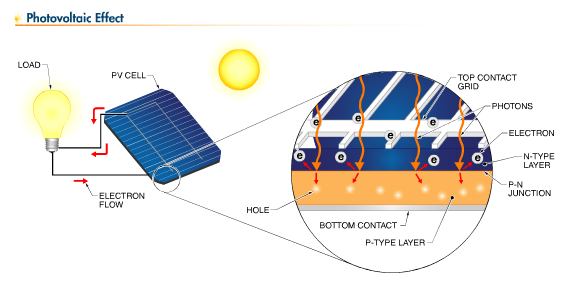 Photovoltaic Effect
LOAD
PV CELL
TOP CONTACT
GRID
PHOTONS
ELECTRON
N-TYPE
LAYER
P-N
JUNCTION
ELECTRON
FLOW
HOLE
BOTTOM CONTACT
P-TYPE LAYER
e
e
e
e
e
e
e
e